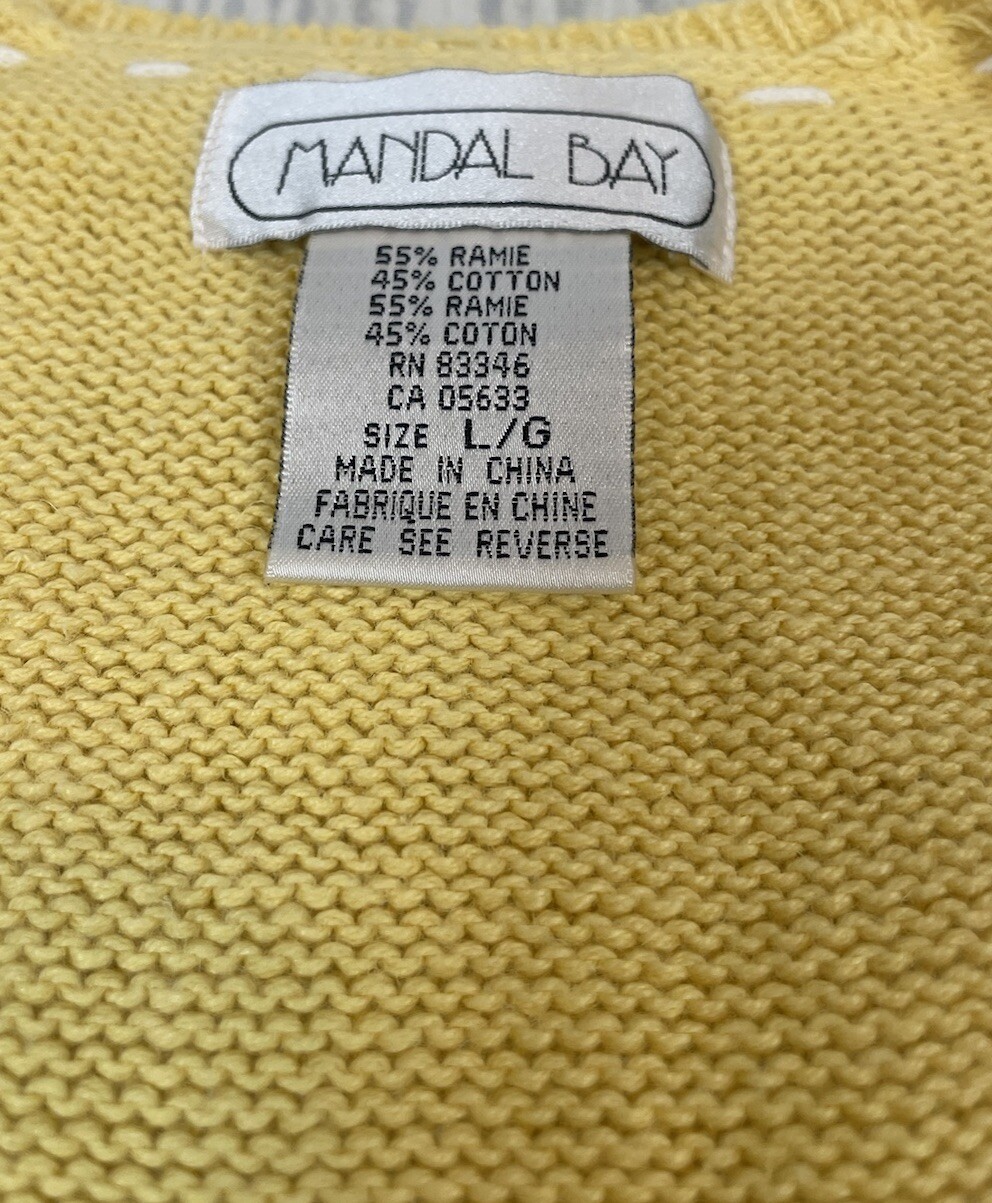 MANDAL BAY
55% RAMIE
45% COTTON
55% RAMIE
45% COTON
RN 83346
CA 05633
SIZE L/G
MADE IN CHINA
FABRIQUE EN CHINE
CARE SEE REVERSE